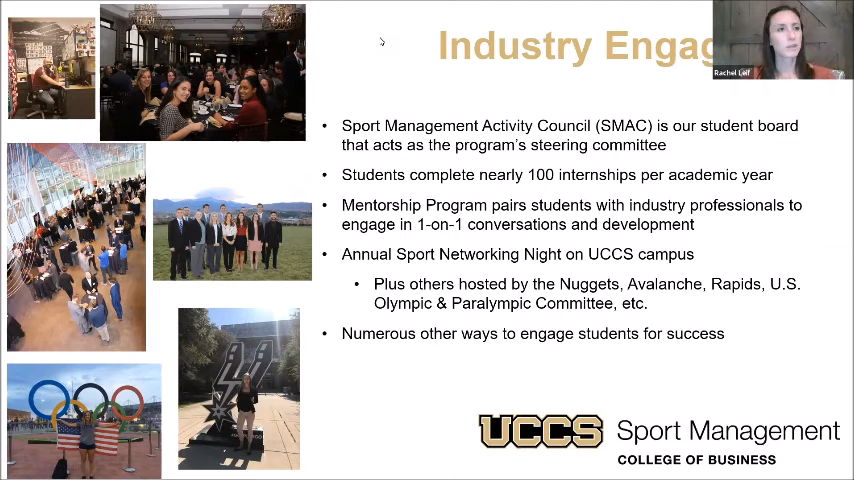 Industry Engag
Rachel Leif
• Sport Management Activity Council (SMAC) is our student board
that acts as the program's steering committee
• Students complete nearly 100 internships per academic year
• Mentorship Program pairs students with industry professionals to
engage in 1-on-1 conversations and development
• Annual Sport Networking Night on UCCS campus
• Plus others hosted by the Nuggets, Avalanche, Rapids, U.S.
Olympic & Paralympic Committee, etc.
• Numerous other ways to engage students for success
UCCS Sport Management
COLLEGE OF BUSINESS